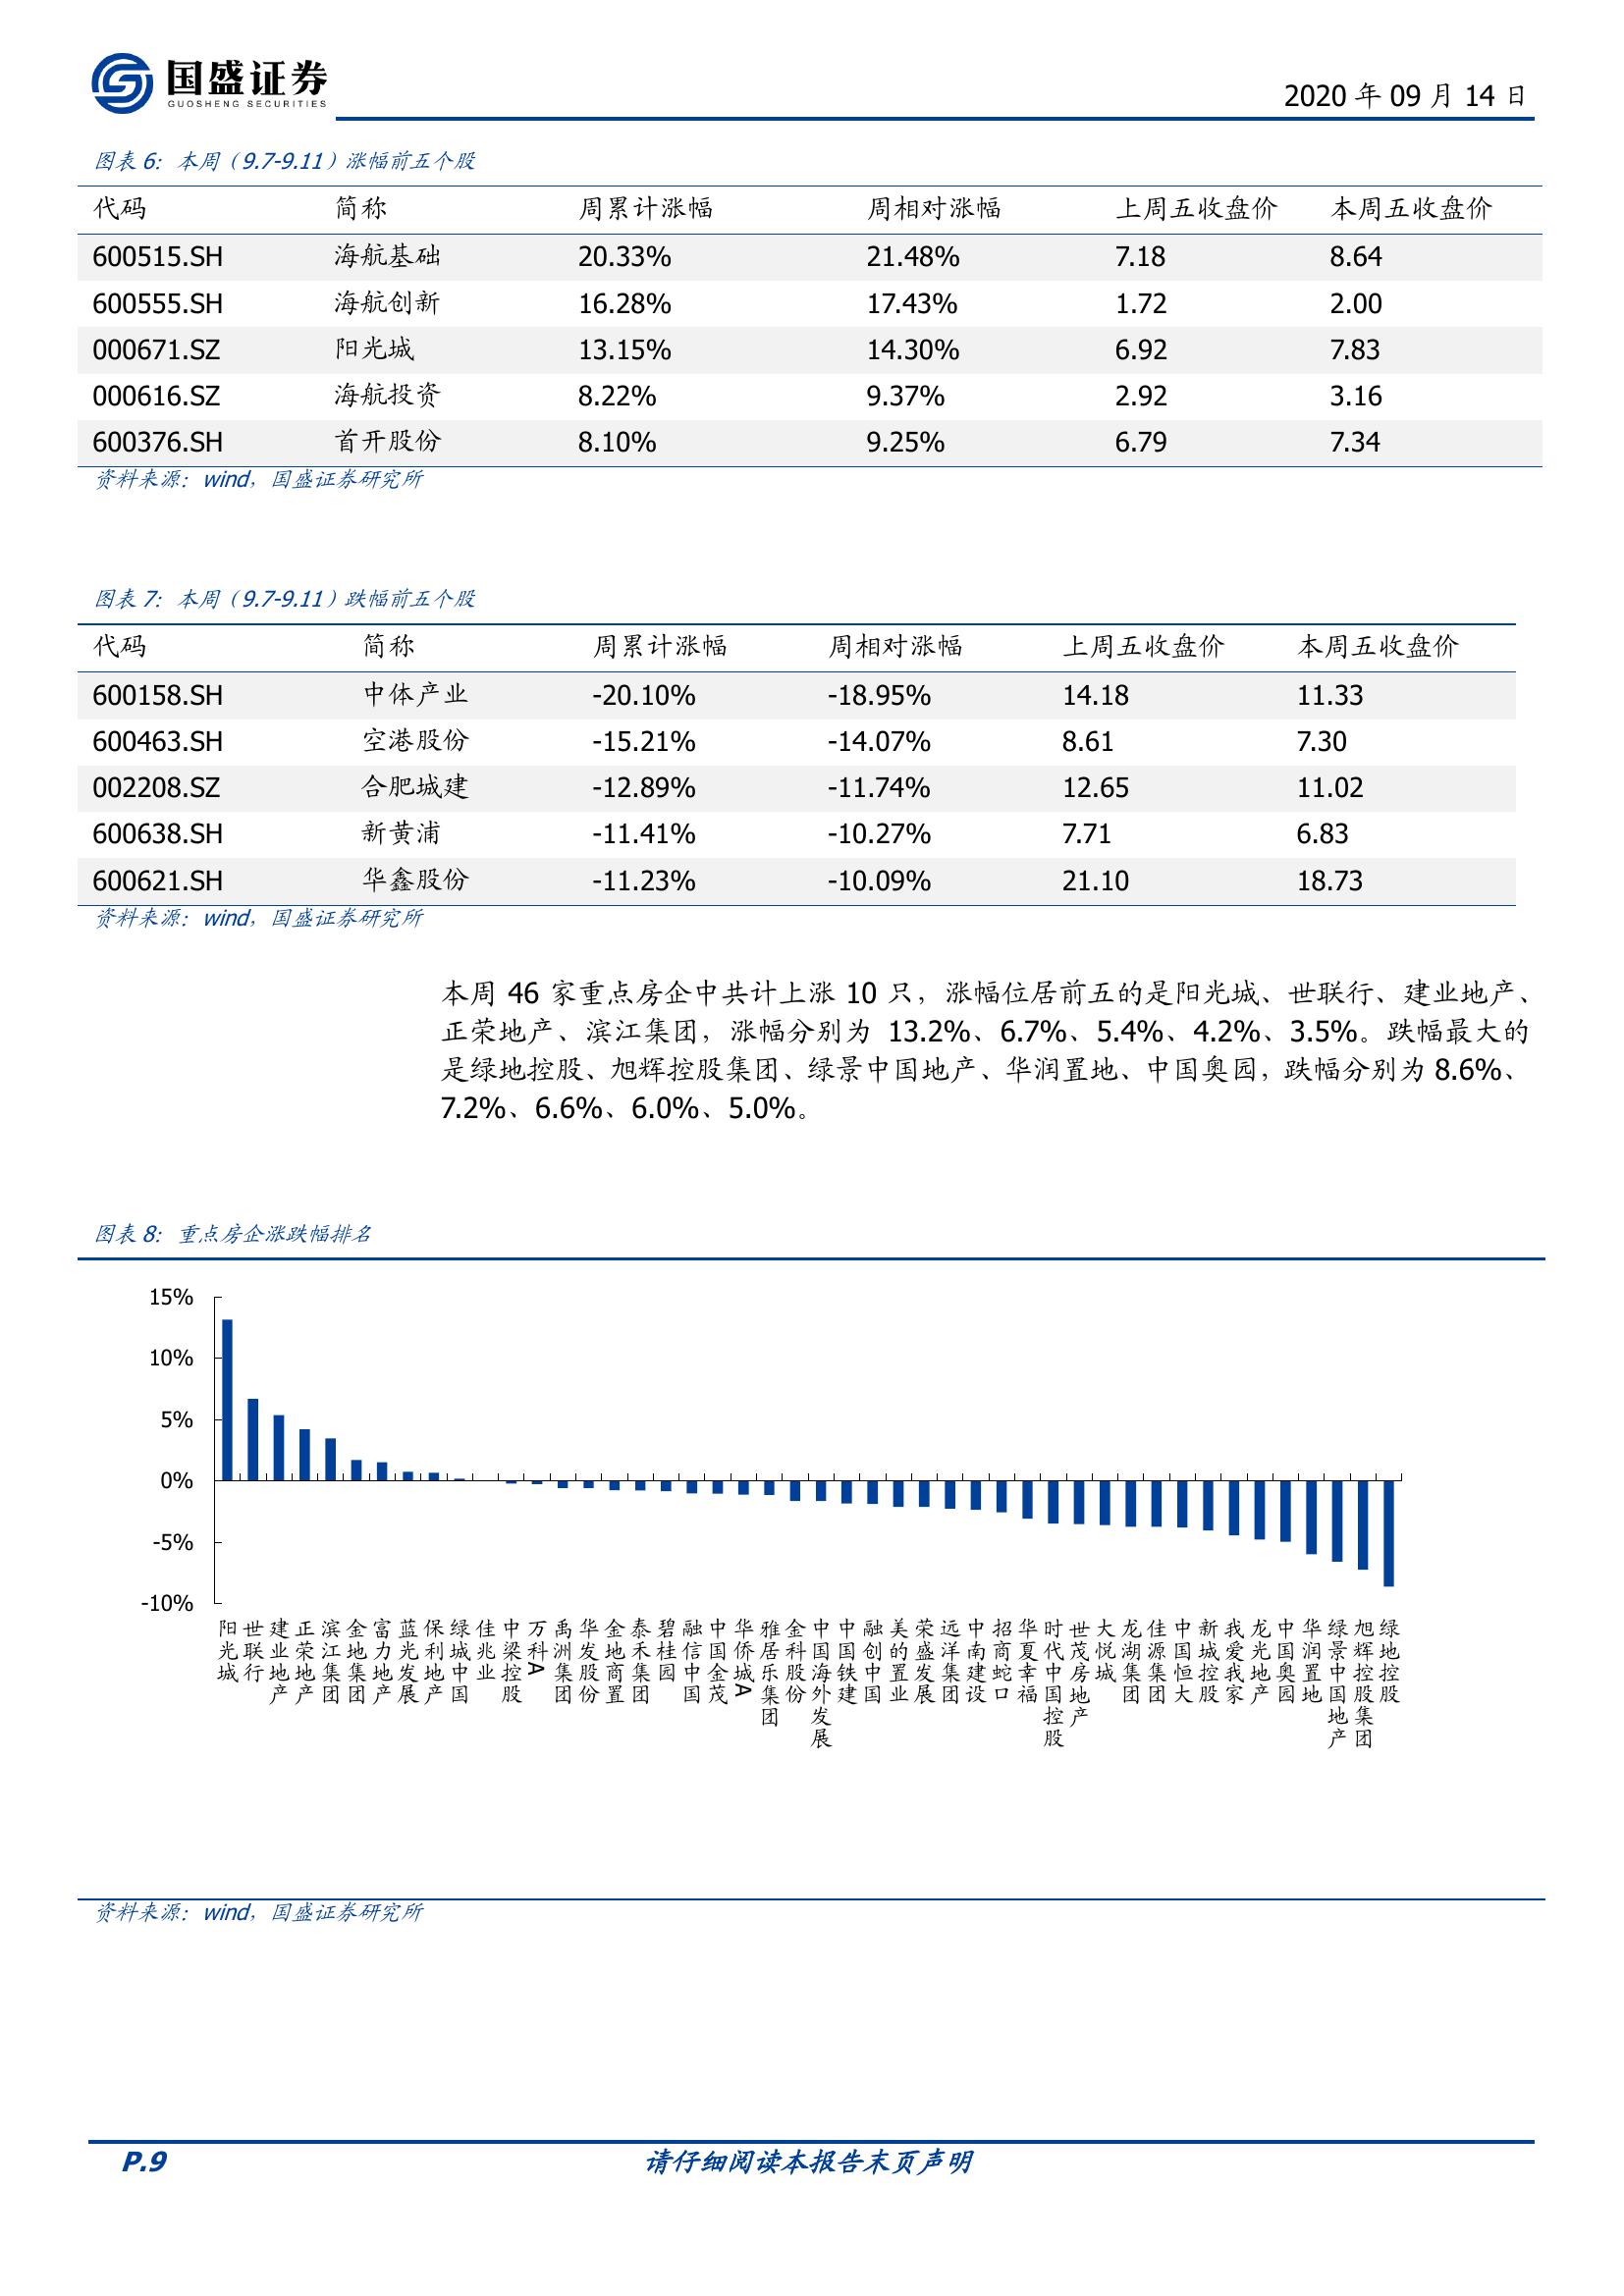 国盛证券
GUOSHENG SECURITIES
2020 年 09 月 14 日
图表 6：本周（9.7-9.11）涨幅前五个股
代码 简称 周累计涨幅 周相对涨幅 上周五收盘价 本周五收盘价
600515.SH 海航基础 20.33% 21.48% 7.18 8.64
600555.SH 海航创新 16.28% 17.43% 1.72 2.00
000671.SZ 阳光城 13.15% 14.30% 6.92 7.83
000616.SZ 海航投资 8.22% 9.37% 2.92 3.16
600376.SH 首开股份 8.10% 9.25% 6.79 7.34
资料来源：wind，国盛证券研究所
图表 7：本周（9.7-9.11）跌幅前五个股
代码 简称 周累计涨幅 周相对涨幅 上周五收盘价 本周五收盘价
600158.SH 中体产业 -20.10% -18.95% 14.18 11.33
600463.SH 空港股份 -15.21% -14.07% 8.61 7.30
002208.SZ 合肥城建 -12.89% -11.74% 12.65 11.02
600638.SH 新黄浦 -11.41% -10.27% 7.71 6.83
600621.SH 华鑫股份 -11.23% -10.09% 21.10 18.73
资料来源：wind，国盛证券研究所
本周 46 家重点房企中共计上涨 10 只，涨幅位居前五的是阳光城、世联行、建业地产、
正荣地产、滨江集团，涨幅分别为 13.2%、6.7%、5.4%、4.2%、3.5%。跌幅最大的
是绿地控股、旭辉控股集团、绿景中国地产、华润置地、中国奥园，跌幅分别为 8.6%、
7.2%、6.6%、6.0%、5.0%。
图表 8：重点房企涨跌幅排名
15%
10%
5%
0%
-5%
-10%
阳光城
世联行
建业地产
正荣地产
滨江集团
金地集团
富力地产
蓝光发展
保利地产
绿城中国
佳兆业
中梁控股
万科A
禹洲集团
华发股份
金地商置
泰禾集团
碧桂园
融信中国
中国金茂
华侨城A
雅居乐集团
金科股份
中国海外发展
中国铁建
融创中国
美的置业
荣盛发展
远洋集团
中南建设
招商蛇口
华夏幸福
时代中国控股
世茂房地产
大悦城
龙湖集团
佳源集团
中国恒大
新城控股
我爱我家
龙光地产
中国奥园
华润置地
绿景中国地产
旭辉控股集团
绿地控股
资料来源：wind，国盛证券研究所
P.9
请仔细阅读本报告末页声明